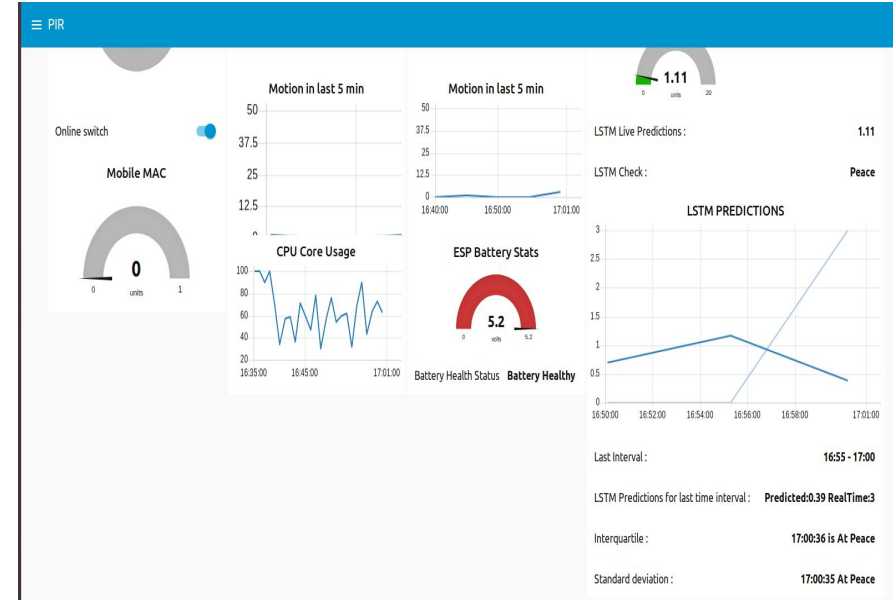 PIR
Online switch
Mobile MAC
0
0 units 1
Motion in last 5 min
50
37.5
25
12.5
0
CPU Core Usage
100
80
60
40
20
16:35:00 16:45:00 17:01:00
Motion in last 5 min
50
37.5
25
12.5
0
16:40:00 16:50:00 17:01:00
ESP Battery Stats
5.2
0 volts 5.2
Battery Health Status Battery Healthy
1.11
0 units 20
LSTM Live Predictions : 1.11
LSTM Check : Peace
LSTM PREDICTIONS
3
2.5
2
1.5
1
0.5
0
16:50:00 16:52:00 16:54:00 16:56:00 16:58:00 17:01:00
Last Interval : 16:55 - 17:00
LSTM Predictions for last time interval : Predicted:0.39 RealTime:3
Interquartile : 17:00:36 is At Peace
Standard deviation : 17:00:35 At Peace